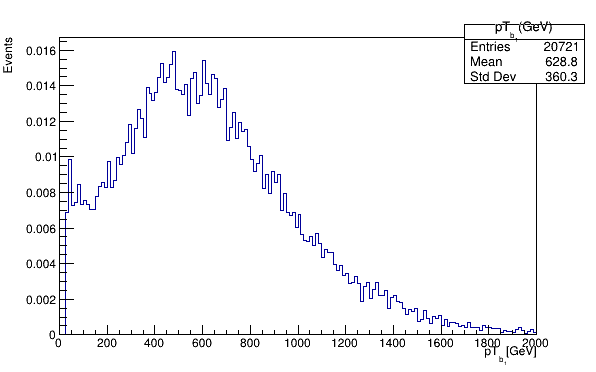 pT_b_1 (GeV)
Entries 20721
Mean 628.8
Std Dev 360.3
Events
0.016
0.014
0.012
0.01
0.008
0.006
0.004
0.002
0
0 200 400 600 800 1000 1200 1400 1600 1800 2000
pT_b_1 [GeV]